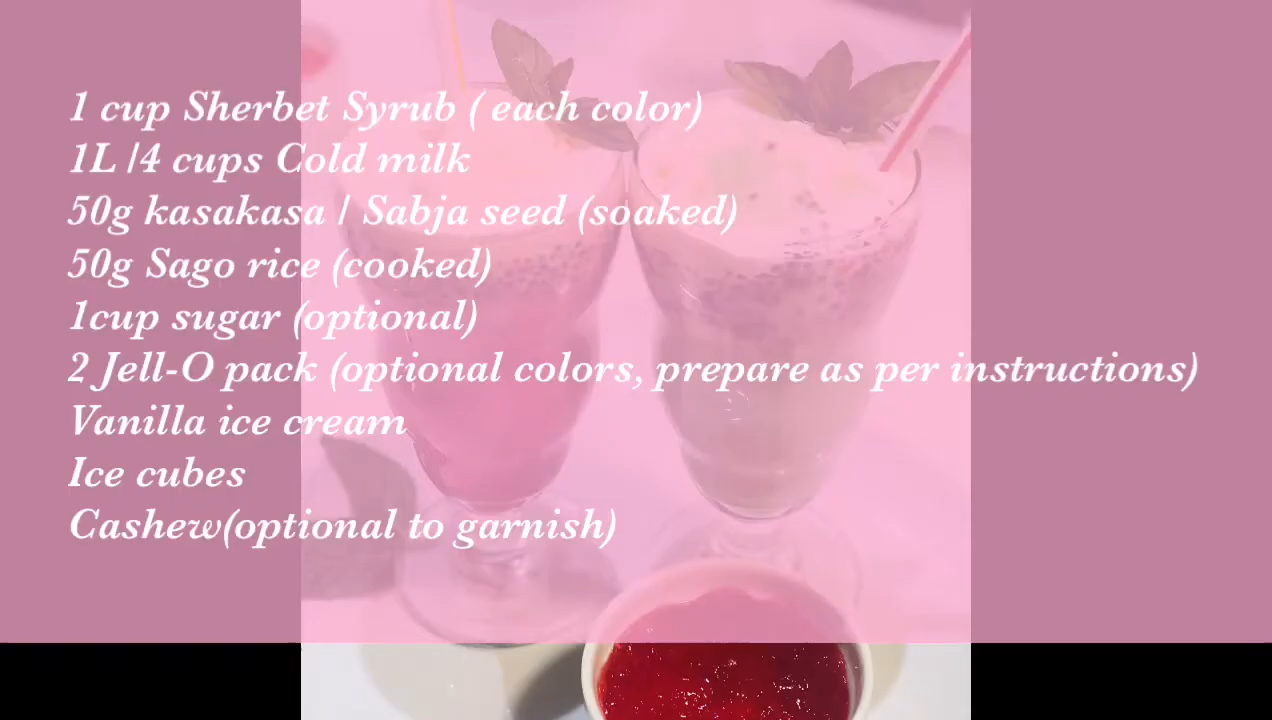 1 cup Sherbet Syrub ( each color)
1L /4 cups Cold milk
50g kasakasa / Sabja seed (soaked)
50g Sago rice (cooked)
1cup sugar (optional)
2 Jell-O pack (optional colors, prepare as per instructions)
Vanilla ice cream
Ice cubes
Cashew(optional to garnish)